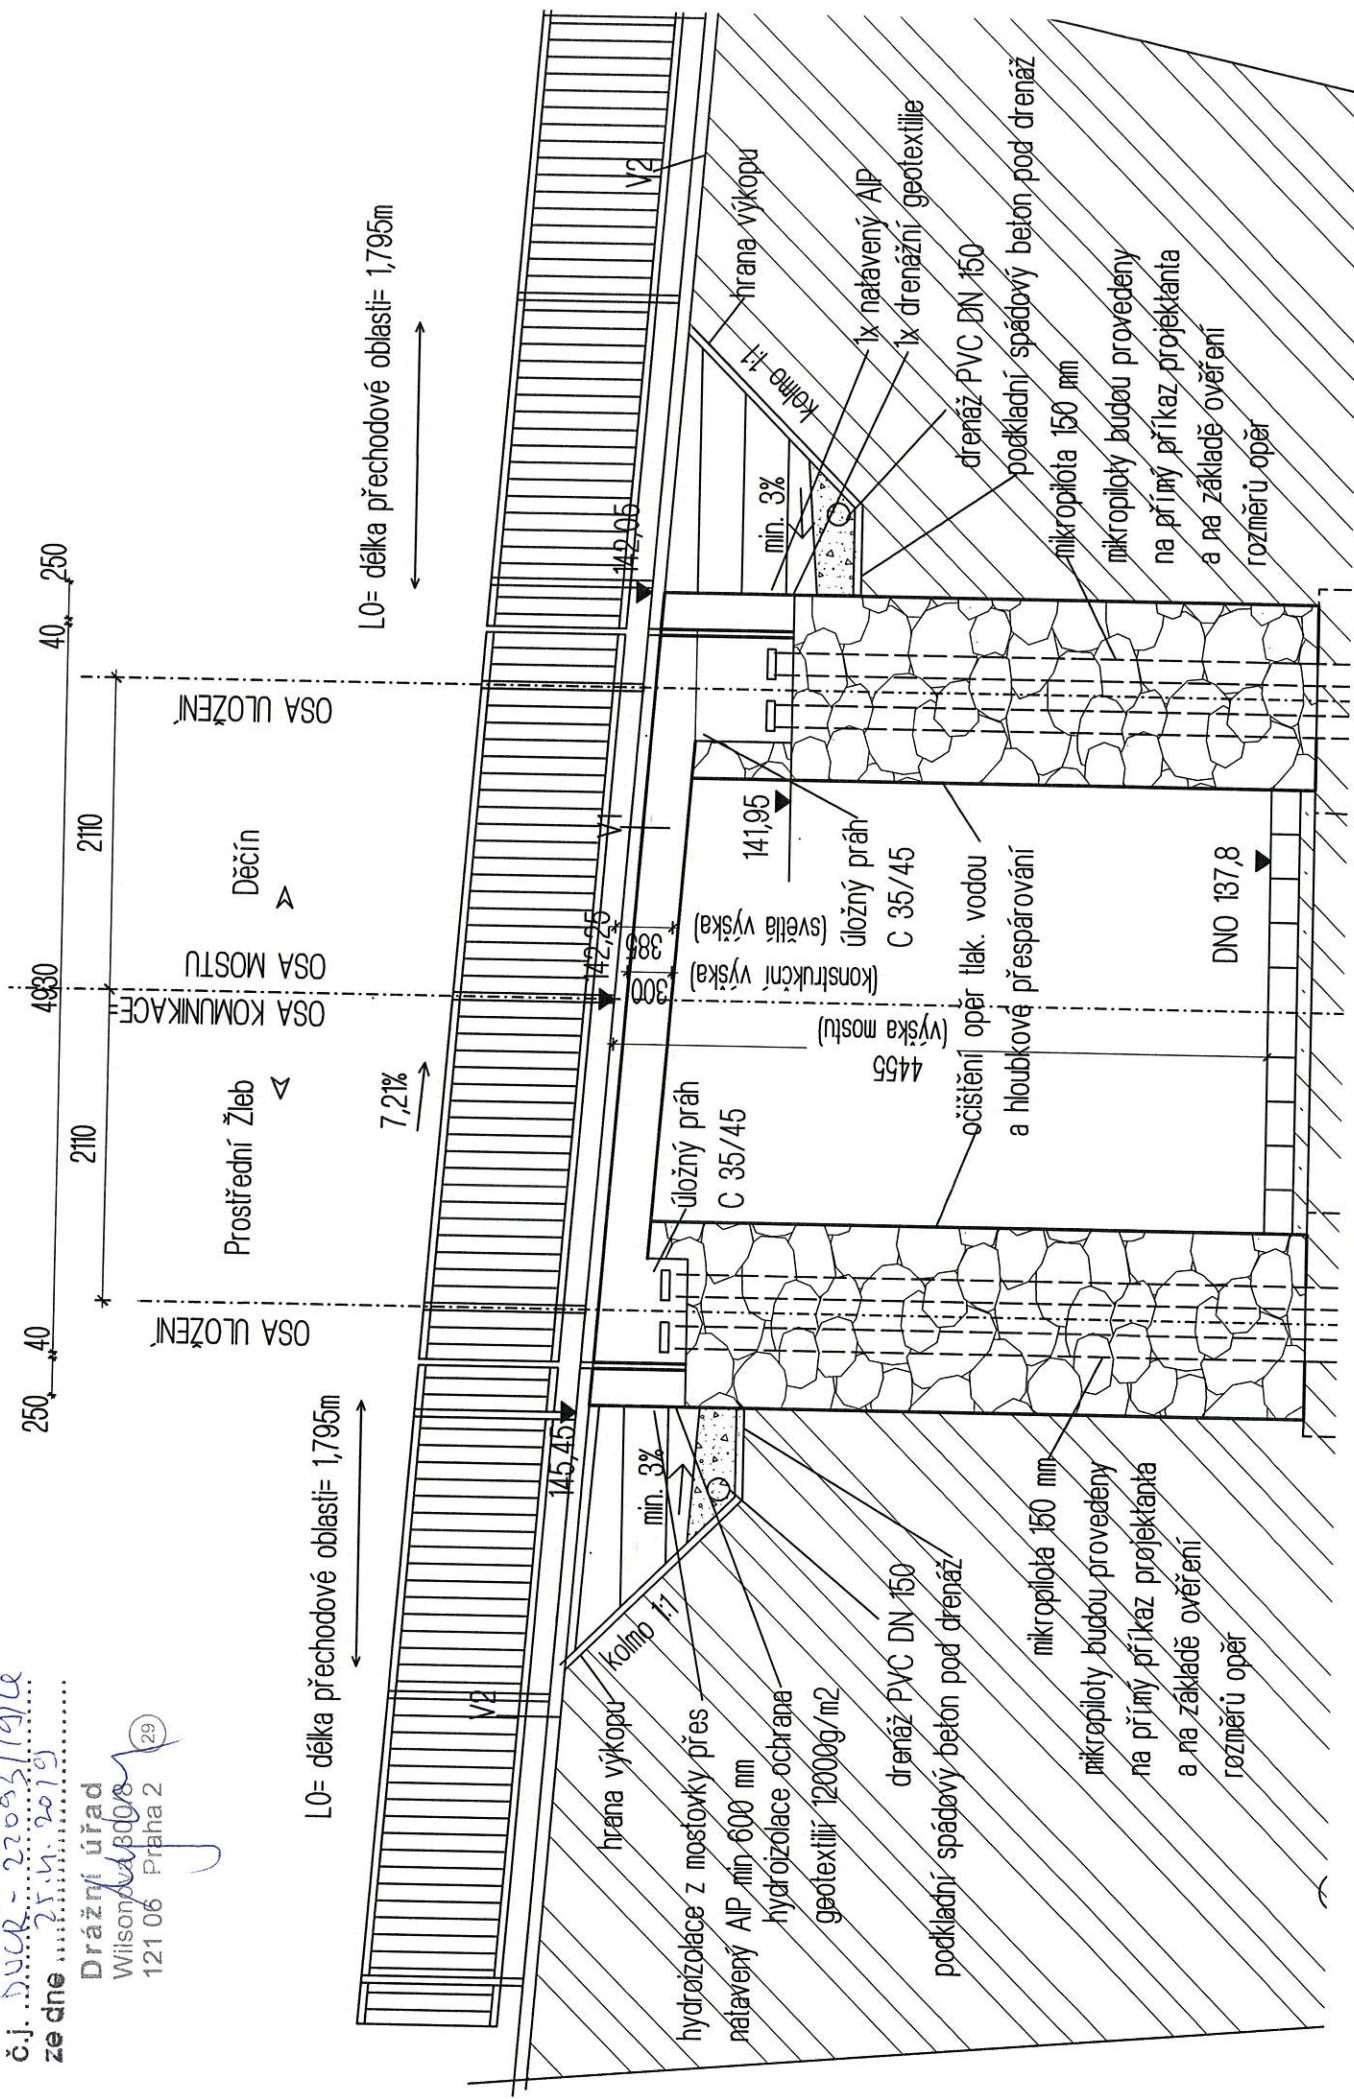 č.j. DUCR-22093/19/Le
ze dne 25.4.2019
Drážní úřad
Wilsonova 300/8
121 06 Praha 2
29
250
40
4930
40
250
2110
2110
OSA ULOŽENÍ
Prostřední Žleb
OSA KOMUNIKACE=
OSA MOSTU
Děčín
OSA ULOŽENÍ
7,21%
L0= délka přechodové oblasti= 1,795m
L0= délka přechodové oblasti= 1,795m
V2
145,45
142,25
V1
142,05
V2
385
(světlá výška)
300
(konstrukční výška)
4455
(výška mostu)
141,95
úložný práh
C 35/45
úložný práh
C 35/45
očištění opěr tlak. vodou
a hloubkové přespárování
DNO 137,8
hrana výkopu
Kolmo 1:1
min. 3%
hydroizolace z mostovky přes
natavený AIP min 600 mm
hydroizolace ochrana
geotextilií 12000g/m2
drenáž PVC DN 150
podkladní spádový beton pod drenáž
mikropilota 150 mm
mikropiloty budou provedeny
na přímý příkaz projektanta
a na základě ověření
rozměrů opěr
hrana výkopu
kolmo 1:1
min. 3%
1x natavený AIP
1x drenážní geotextilie
drenáž PVC DN 150
podkladní spádový beton pod drenáž
mikropilota 150 mm
mikropiloty budou provedeny
na přímý příkaz projektanta
a na základě ověření
rozměrů opěr